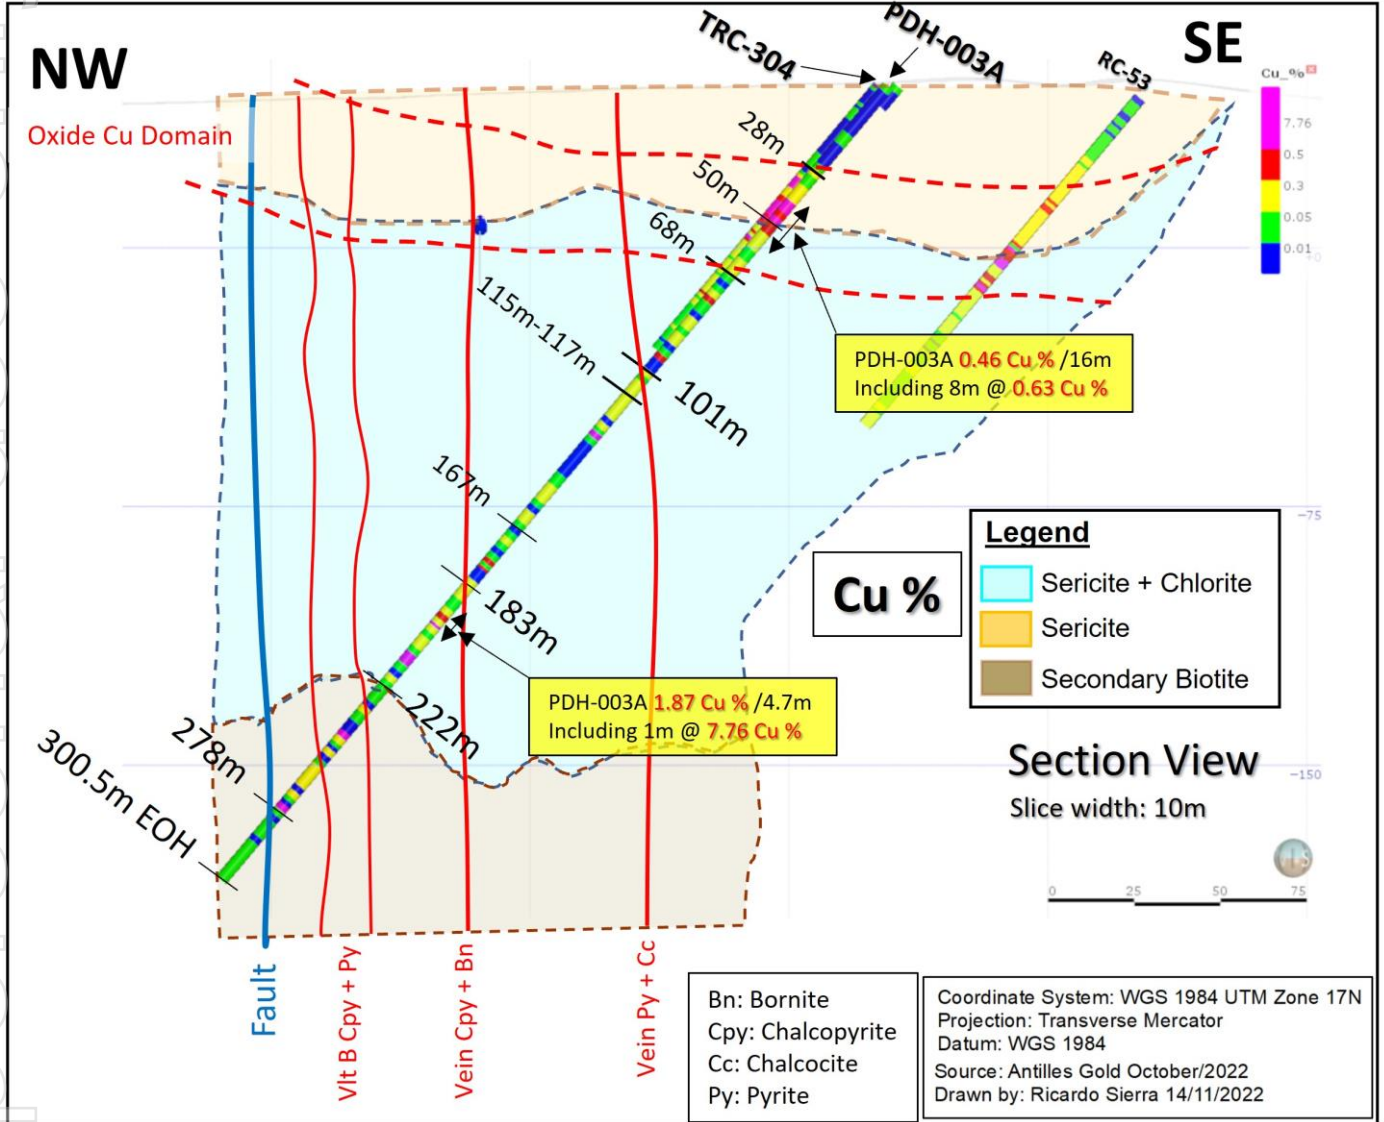 NW
TRC-304
PDH-003A
RC-53
SE
Cu_%
7.76
0.5
0.3
0.05
0.01
Oxide Cu Domain
28m
50m
68m
115m-117m
101m
PDH-003A 0.46 Cu % /16m
Including 8m @ 0.63 Cu %
167m
-75
183m
Cu %
Legend
Sericite + Chlorite
Sericite
Secondary Biotite
PDH-003A 1.87 Cu % /4.7m
Including 1m @ 7.76 Cu %
222m
278m
300.5m EOH
Section View
Slice width: 10m
-150
0 25 50 75
Fault
Vlt B Cpy + Py
Vein Cpy + Bn
Vein Py + Cc
Bn: Bornite
Cpy: Chalcopyrite
Cc: Chalcocite
Py: Pyrite
Coordinate System: WGS 1984 UTM Zone 17N
Projection: Transverse Mercator
Datum: WGS 1984
Source: Antilles Gold October/2022
Drawn by: Ricardo Sierra 14/11/2022